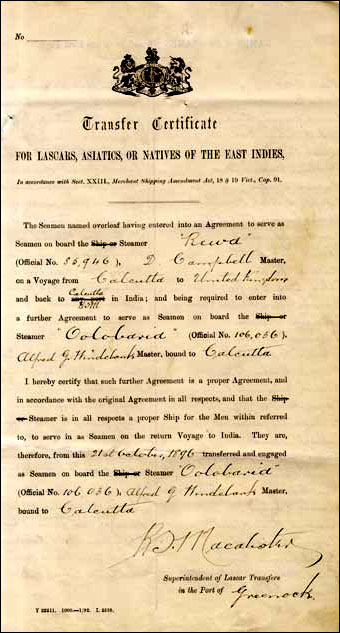 No
Transfer Certificate
FOR LASCARS, ASIATICS, OR NATIVES OF THE EAST INDIES,
In accordance with Sect. XXIII., Merchant Shipping Amendment Act, 18 & 19 Vict., Cap. 91.
The Seamen named overleaf having entered into an Agreement to serve as
Seamen on board the Ship or Steamer "Rewa"
(Official No. 85,946), D Campbell Master,
on a Voyage from Calcutta to United Kingdom
and back to Calcutta in India; and being required to enter into
a further Agreement to serve as Seamen on board the Ship or
Steamer "Oolobaria" (Official No. 106,036),
Alfred G Windebank Master, bound to Calcutta
I hereby certify that such further Agreement is a proper Agreement, and
in accordance with the original Agreement in all respects, and that the Ship
or Steamer is in all respects a proper Ship for the Men within referred
to, to serve in as Seamen on the return Voyage to India. They are,
therefore, from this 21st October, 1896 transferred and engaged
as Seamen on board the Ship or Steamer "Oolobaria"
(Official No. 106 036), Alfred G Windebank Master,
bound to Calcutta
Macalister
Superintendent of Lascar Transfers
in the Port of Greenock.